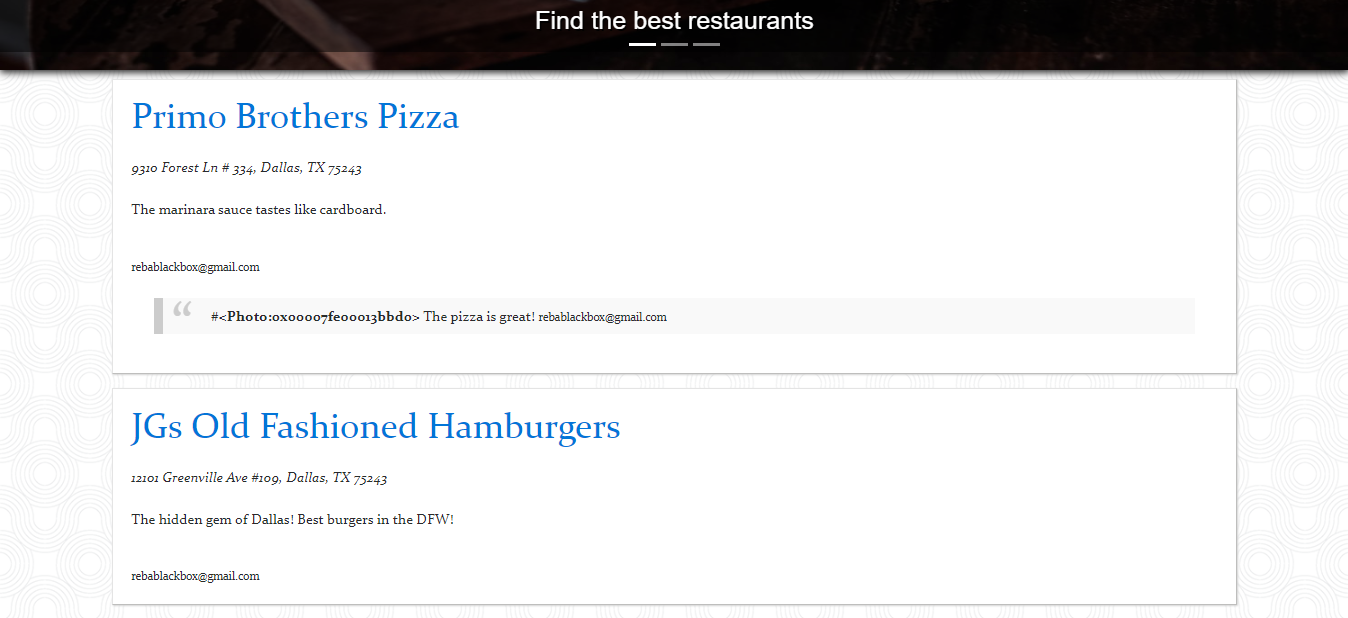 Find the best restaurants
Primo Brothers Pizza
9310 Forest Ln # 334, Dallas, TX 75243
The marinara sauce tastes like cardboard.
rebablackbox@gmail.com
“ #<Photo:0x00007fe00013bbd0> The pizza is great! rebablackbox@gmail.com
JGs Old Fashioned Hamburgers
12101 Greenville Ave #109, Dallas, TX 75243
The hidden gem of Dallas! Best burgers in the DFW!
rebablackbox@gmail.com